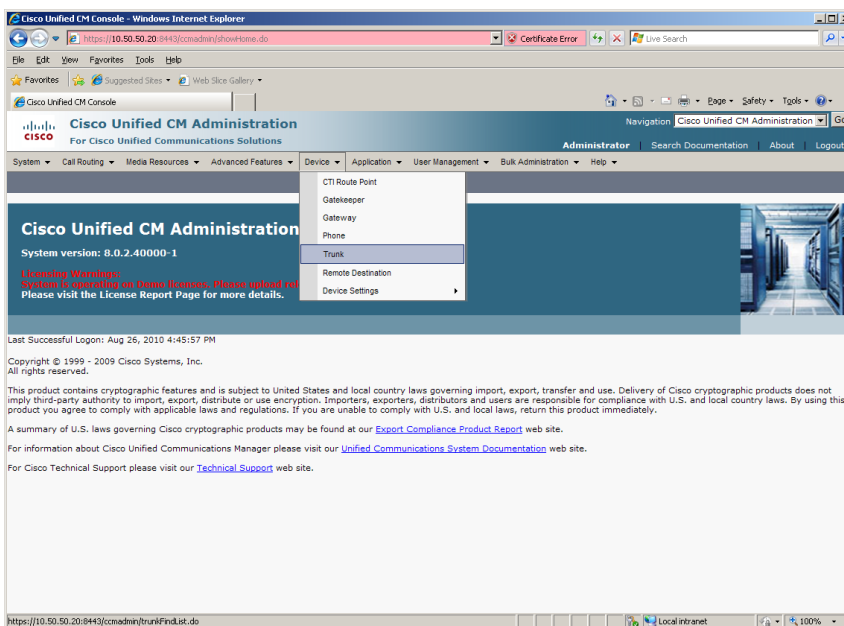 Cisco Unified CM Console - Windows Internet Explorer
https://10.50.50.20:8443/ccmadmin/showHome.do
Certificate Error
Live Search
File Edit View Favorites Tools Help
Favorites Suggested Sites Web Slice Gallery
Cisco Unified CM Console
Page Safety Tools
cisco
Cisco Unified CM Administration
For Cisco Unified Communications Solutions
Navigation Cisco Unified CM Administration Go
Administrator | Search Documentation | About | Logout
System Call Routing Media Resources Advanced Features Device Application User Management Bulk Administration Help
CTI Route Point
Gatekeeper
Gateway
Phone
Trunk
Remote Destination
Device Settings
Cisco Unified CM Administration
System version: 8.0.2.40000-1
Licensing Warnings:
System is operating on Demo licenses. Please upload rel
Please visit the License Report Page for more details.
Last Successful Logon: Aug 26, 2010 4:45:57 PM
Copyright © 1999 - 2009 Cisco Systems, Inc.
All rights reserved.
This product contains cryptographic features and is subject to United States and local country laws governing import, export, transfer and use. Delivery of Cisco cryptographic products does not
imply third-party authority to import, export, distribute or use encryption. Importers, exporters, distributors and users are responsible for compliance with U.S. and local country laws. By using this
product you agree to comply with applicable laws and regulations. If you are unable to comply with U.S. and local laws, return this product immediately.
A summary of U.S. laws governing Cisco cryptographic products may be found at our Export Compliance Product Report web site.
For information about Cisco Unified Communications Manager please visit our Unified Communications System Documentation web site.
For Cisco Technical Support please visit our Technical Support web site.
https://10.50.50.20:8443/ccmadmin/trunkFindList.do
Local intranet
100%